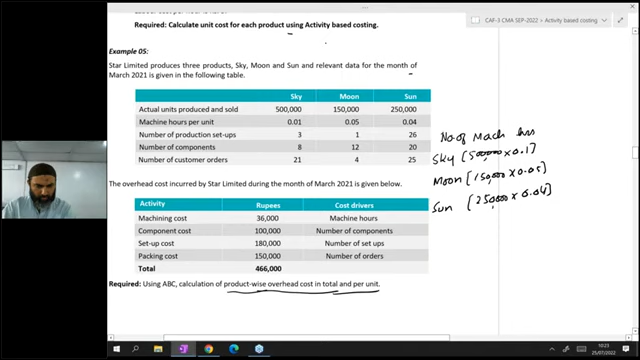 CAF-3 CMA-SEP-2022 > Activity based costing
Required: Calculate unit cost for each product using Activity based costing.
Example 05:
Star Limited produces three products, Sky, Moon and Sun and relevant data for the month of
March 2021 is given in the following table.
Sky Moon Sun
Actual units produced and sold 500,000 150,000 250,000
Machine hours per unit 0.01 0.05 0.04
Number of production set-ups 3 1 26
Number of components 8 12 20
Number of customer orders 21 4 25
No of Mach hrs
Sky [500,000 x 0.1]
Moon [150,000 x 0.05]
Sun [250,000 x 0.04]
The overhead cost incurred by Star Limited during the month of March 2021 is given below.
Activity Rupees Cost drivers
Machining cost 36,000 Machine hours
Component cost 100,000 Number of components
Set-up cost 180,000 Number of set ups
Packing cost 150,000 Number of orders
Total 466,000
Required: Using ABC, calculation of product-wise overhead cost in total and per unit.
10:23
25/07/2022